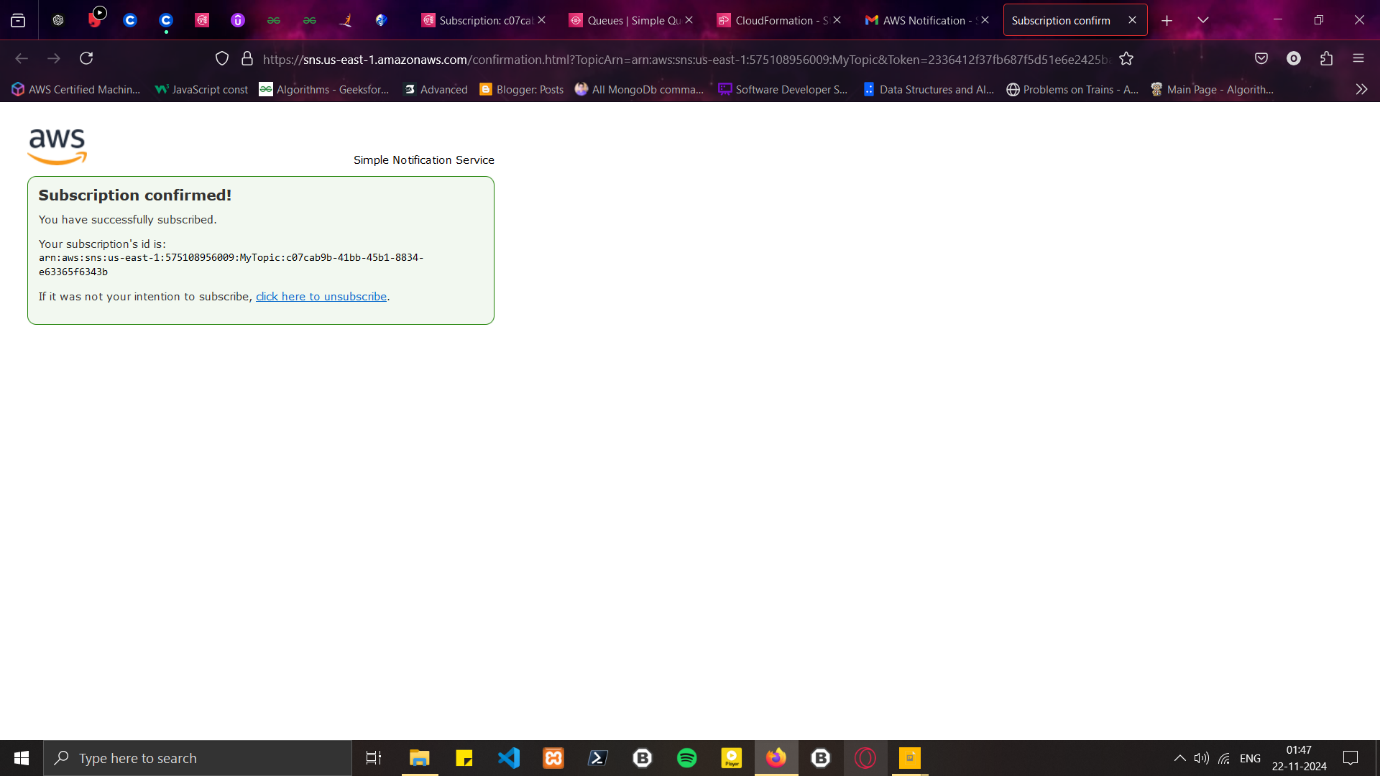 Subscription: c07cal
Queues | Simple Qu
CloudFormation - S
AWS Notification - S
Subscription confirm
https://sns.us-east-1.amazonaws.com/confirmation.html?TopicArn=arn:aws:sns:us-east-1:575108956009:MyTopic&Token=2336412f37fb687f5d51e6e2425b
AWS Certified Machin...
JavaScript const
Algorithms - Geeksfor...
Advanced
Blogger: Posts
All MongoDb comma...
Software Developer S...
Data Structures and Al...
Problems on Trains - A...
Main Page - Algorith...
aws
Simple Notification Service
Subscription confirmed!
You have successfully subscribed.
Your subscription's id is:
arn:aws:sns:us-east-1:575108956009:MyTopic:c07cab9b-41bb-45b1-8834-
e63365f6343b
If it was not your intention to subscribe, click here to unsubscribe.
Type here to search
ENG
01:47
22-11-2024